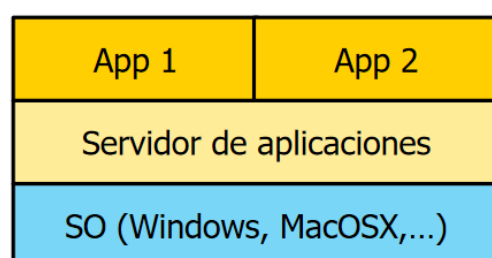 App 1 App 2
Servidor de aplicaciones
SO (Windows, MacOSX,...)